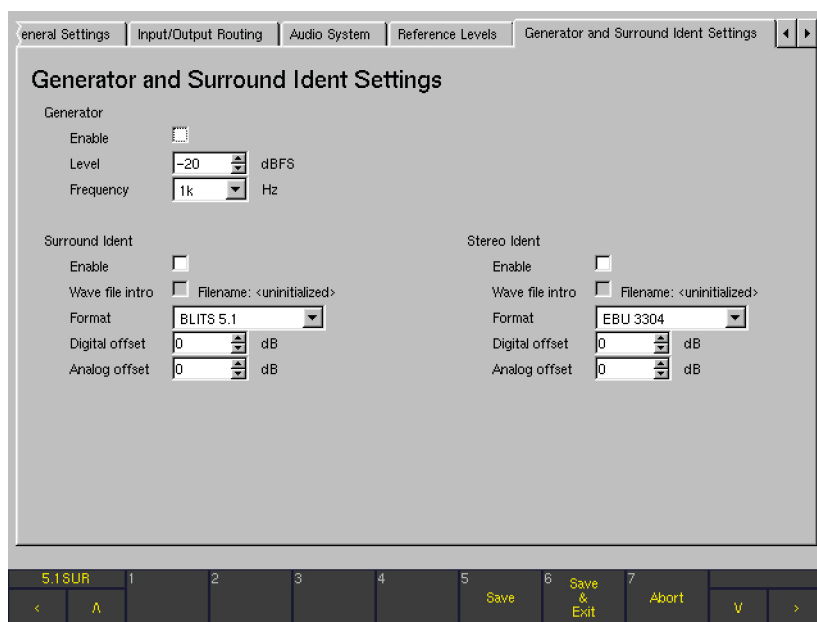 eneral Settings Input/Output Routing Audio System Reference Levels Generator and Surround Ident Settings
Generator and Surround Ident Settings
Generator
Enable
Level -20 dBFS
Frequency 1k Hz
Surround Ident
Enable
Wave file intro Filename: <uninitialized>
Format BLITS 5.1
Digital offset 0 dB
Analog offset 0 dB
Stereo Ident
Enable
Wave file intro Filename: <uninitialized>
Format EBU 3304
Digital offset 0 dB
Analog offset 0 dB
5.1SUR 1 2 3 4 5 Save 6 Save & Exit 7 Abort
< Λ V >